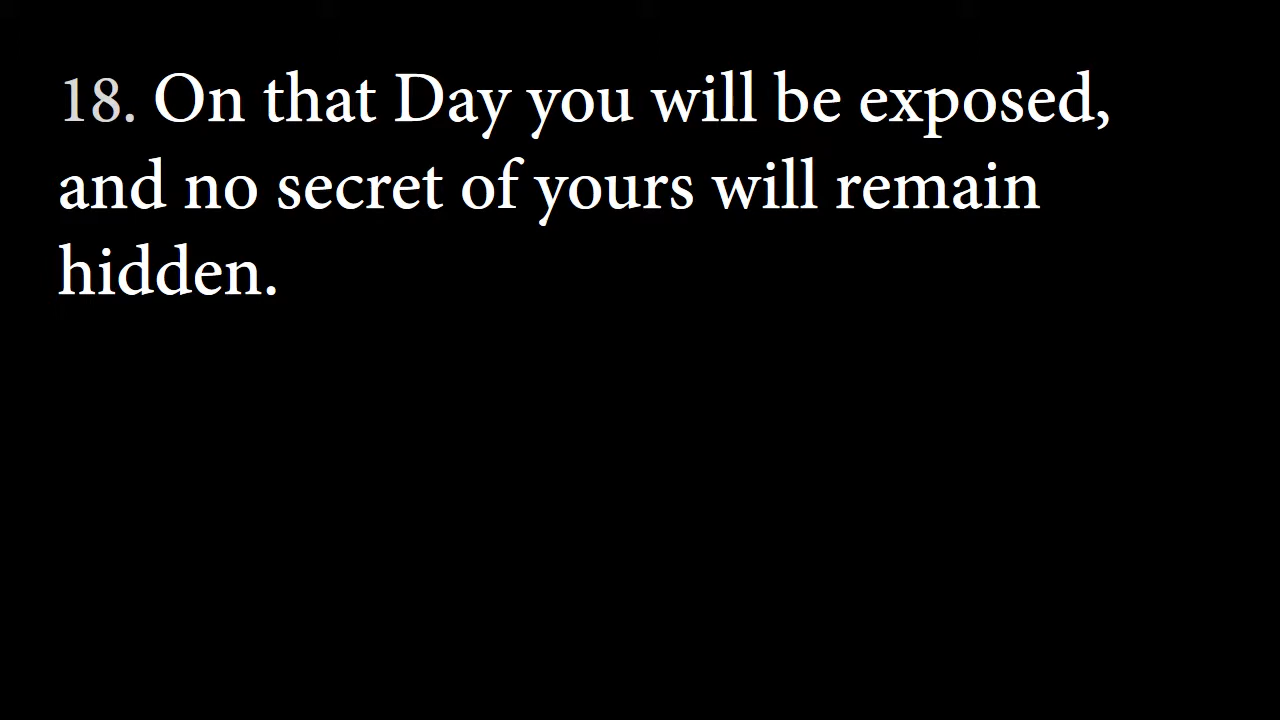 18. On that Day you will be exposed,
and no secret of yours will remain
hidden.